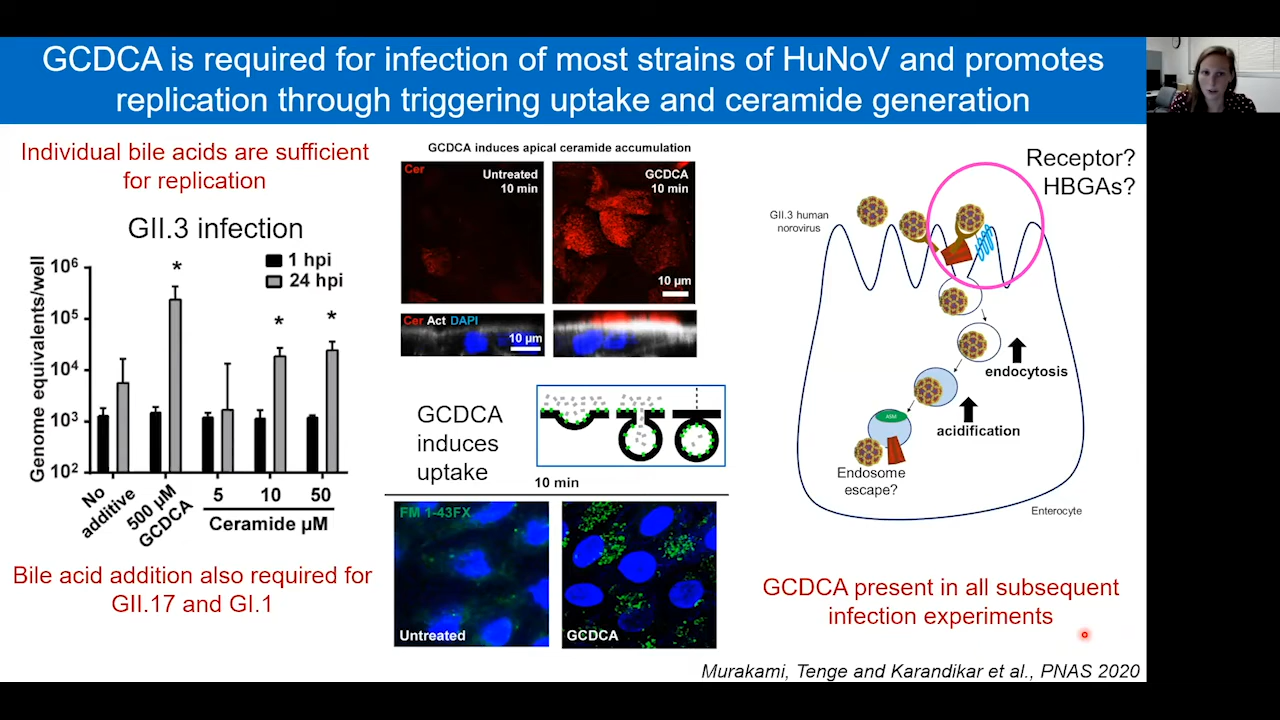 GCDCA is required for infection of most strains of HuNoV and promotes
replication through triggering uptake and ceramide generation
Individual bile acids are sufficient
for replication
GII.3 infection
1 hpi
24 hpi
Genome equivalents/well
10⁶
10⁵
10⁴
10³
10²
*
*
*
No additive
500 µM GCDCA
5
10
50
Ceramide µM
Bile acid addition also required for
GII.17 and GI.1
GCDCA induces apical ceramide accumulation
Cer
Untreated
10 min
GCDCA
10 min
10 µm
Cer Act DAPI
10 µm
GCDCA
induces
uptake
10 min
FM 1-43FX
Untreated
GCDCA
Receptor?
HBGAs?
GII.3 human
norovirus
endocytosis
acidification
ASM
Endosome
escape?
Enterocyte
GCDCA present in all subsequent
infection experiments
Murakami, Tenge and Karandikar et al., PNAS 2020